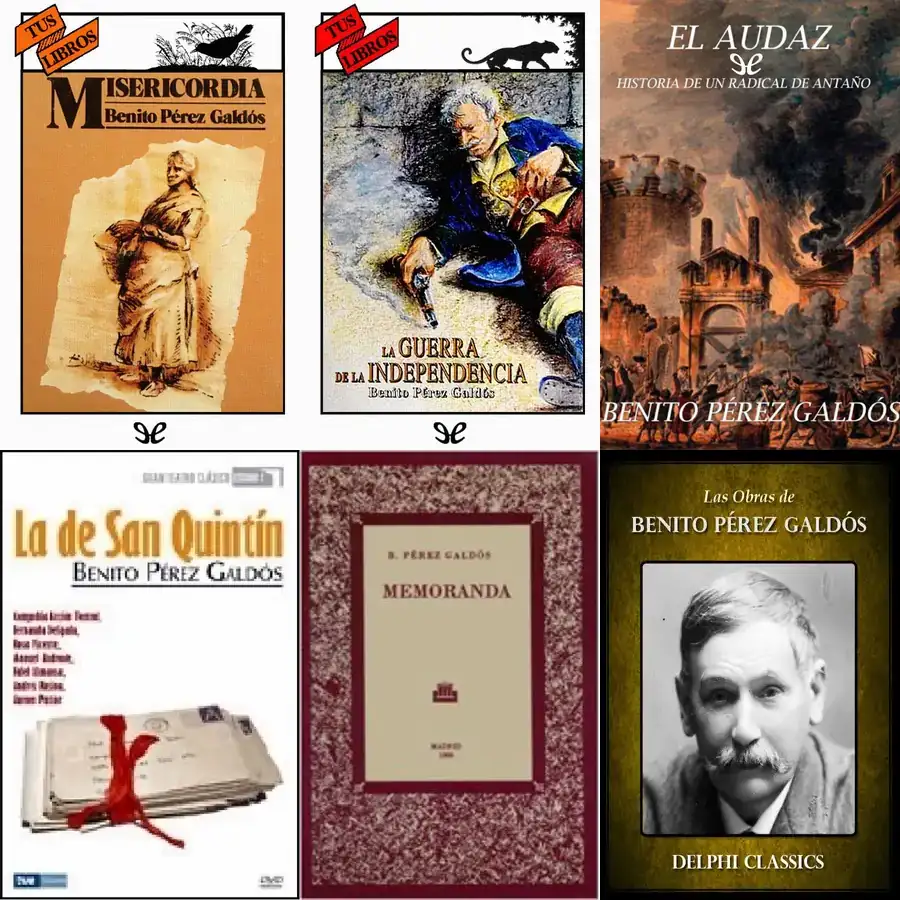 TUS
LIBROS
MISERICORDIA
Benito Pérez Galdós
TUS
LIBROS
LA GUERRA
DE LA INDEPENDENCIA
Benito Pérez Galdós
EL AUDAZ
HISTORIA DE UN RADICAL DE ANTAÑO
BENITO PÉREZ GALDÓS
GRAN TEATRO CLÁSICO
La de San Quintín
BENITO PÉREZ GALDÓS
B. PÉREZ GALDÓS
MEMORANDA
MADRID
Las Obras de
BENITO PÉREZ GALDÓS
DELPHI CLASSICS